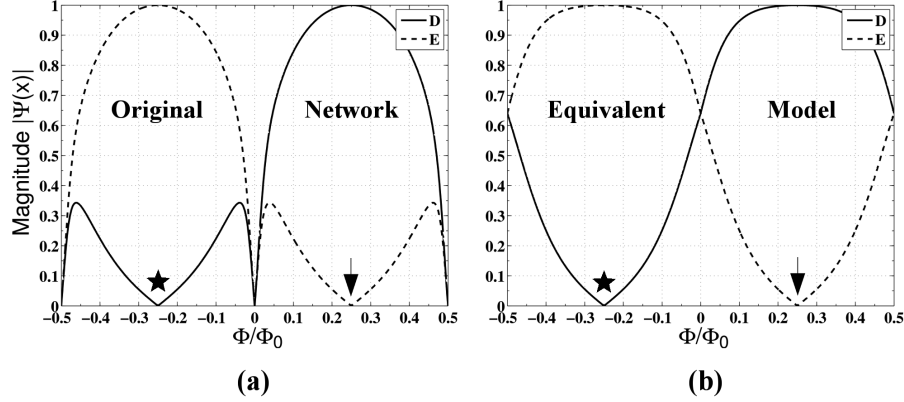 1
0.9
0.8
0.7
0.6
0.5
0.4
0.3
0.2
0.1
0
Magnitude |Ψ(x)|
D
E
Original Network
−0.5 −0.4 −0.3 −0.2 −0.1 0 0.1 0.2 0.3 0.4 0.5
Φ/Φ0
(a)
1
0.9
0.8
0.7
0.6
0.5
0.4
0.3
0.2
0.1
0
D
E
Equivalent Model
−0.5 −0.4 −0.3 −0.2 −0.1 0 0.1 0.2 0.3 0.4 0.5
Φ/Φ0
(b)